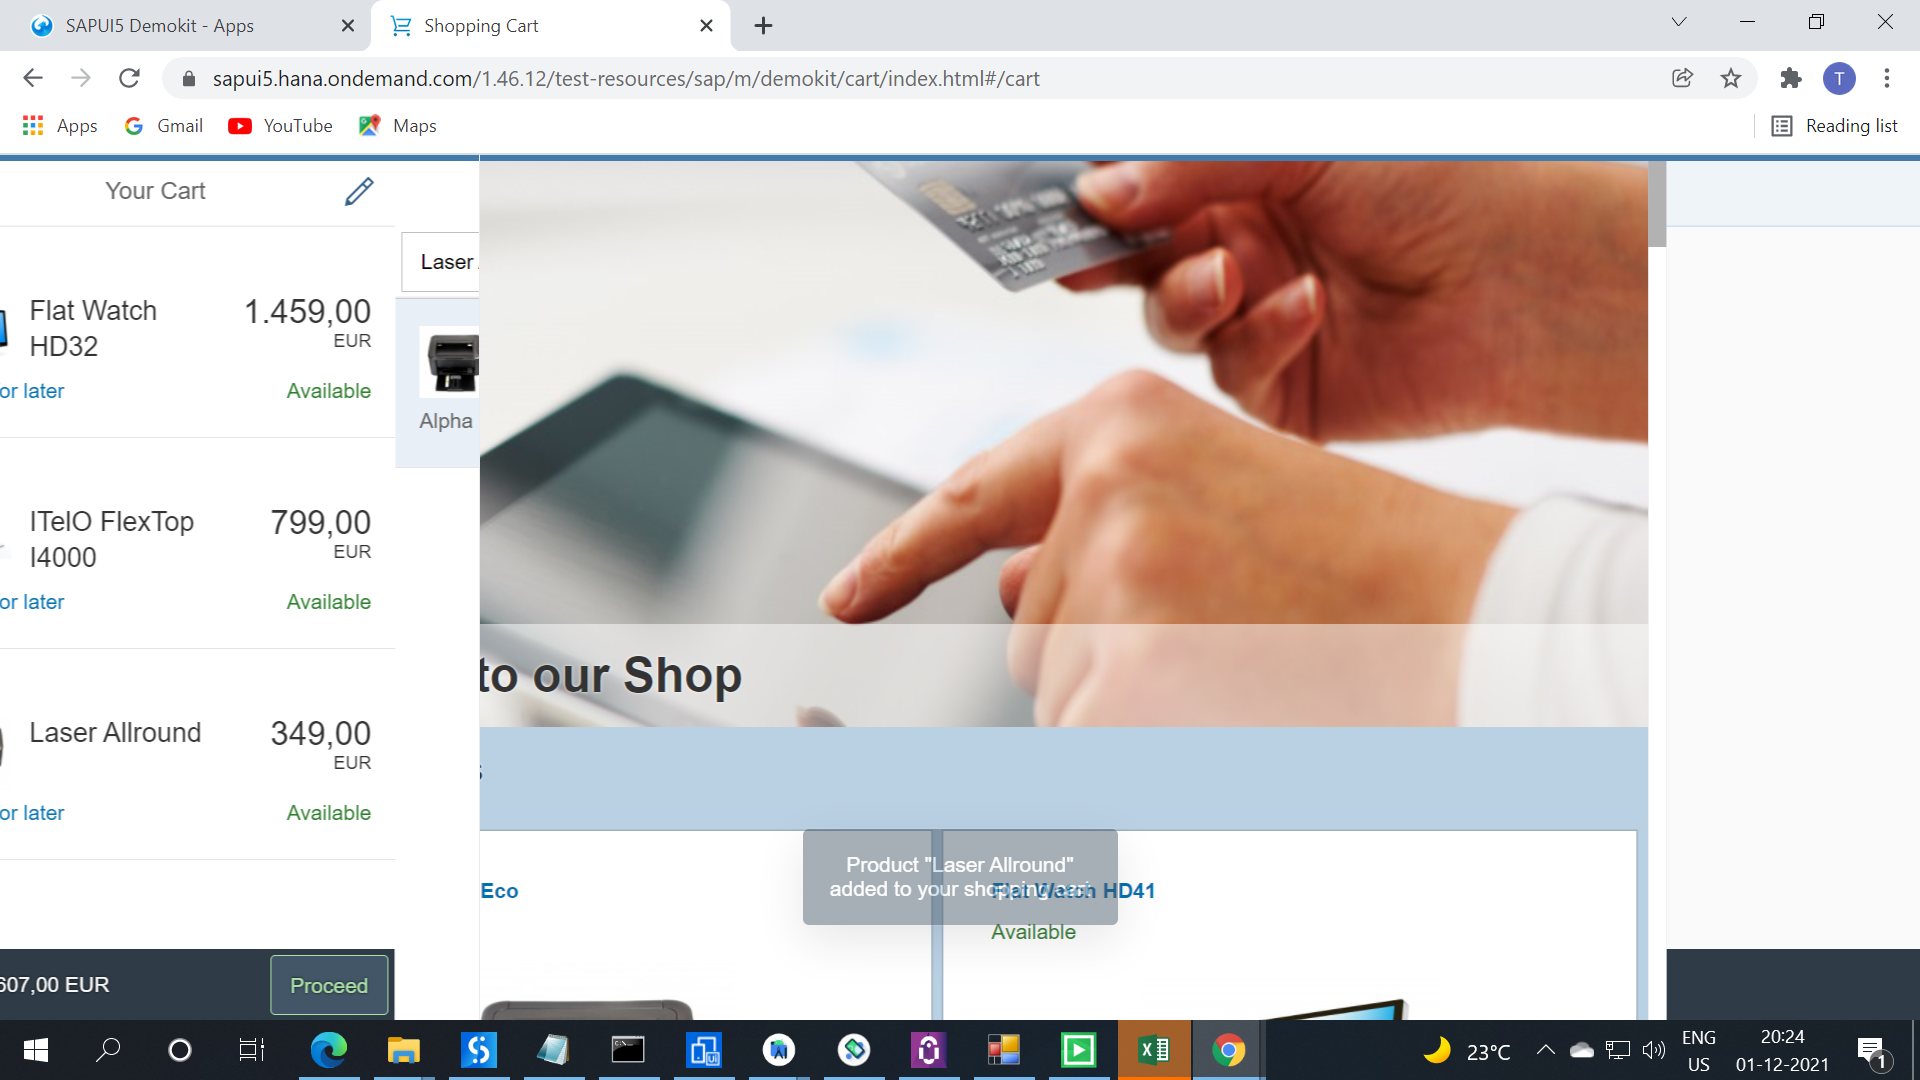 SAPUI5 Demokit - Apps
Shopping Cart
sapui5.hana.ondemand.com/1.46.12/test-resources/sap/m/demokit/cart/index.html#/cart
T
Apps
Gmail
YouTube
Maps
Reading list
Your Cart
Flat Watch HD32
1.459,00
EUR
or later
Available
ITelO FlexTop I4000
799,00
EUR
or later
Available
Laser Allround
349,00
EUR
or later
Available
607,00 EUR
Proceed
Laser
Alpha
to our Shop
Eco
Product "Laser Allround"
added to your shopping cart.
Flat Watch HD41
Available
23°C
ENG
US
20:24
01-12-2021
1